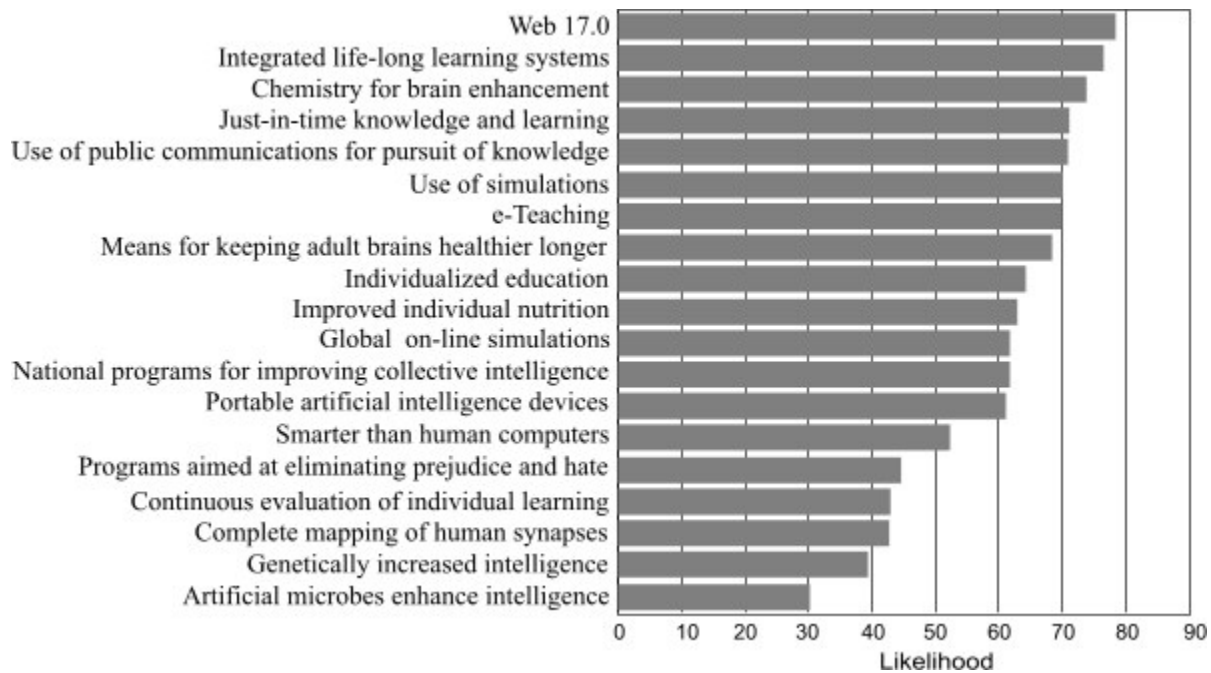 Web 17.0
Integrated life-long learning systems
Chemistry for brain enhancement
Just-in-time knowledge and learning
Use of public communications for pursuit of knowledge
Use of simulations
e-Teaching
Means for keeping adult brains healthier longer
Individualized education
Improved individual nutrition
Global on-line simulations
National programs for improving collective intelligence
Portable artificial intelligence devices
Smarter than human computers
Programs aimed at eliminating prejudice and hate
Continuous evaluation of individual learning
Complete mapping of human synapses
Genetically increased intelligence
Artificial microbes enhance intelligence
0 10 20 30 40 50 60 70 80 90
Likelihood